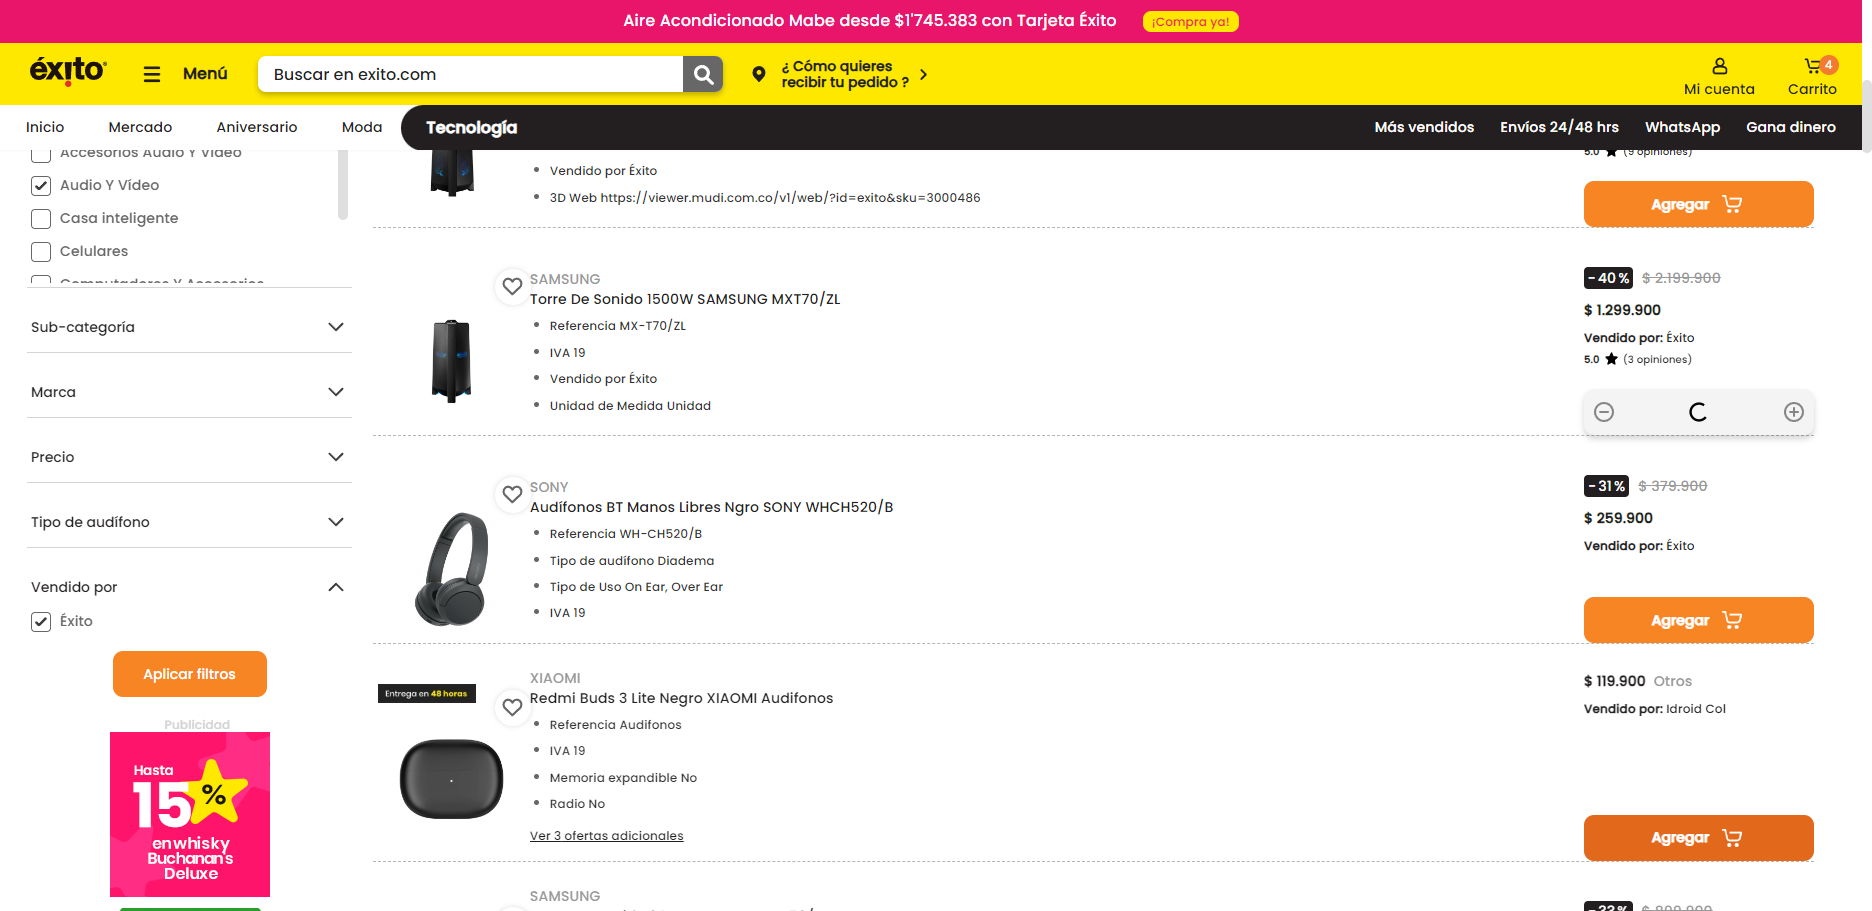 Aire Acondicionado Mabe desde $1'745.383 con Tarjeta Éxito ¡Compra ya!
éxito
Menú
Buscar en exito.com
¿ Cómo quieres
recibir tu pedido ?
4
Mi cuenta
Carrito
Inicio Mercado Aniversario Moda Tecnología Más vendidos Envíos 24/48 hrs WhatsApp Gana dinero
Accesorios Audio Y Video
Audio Y Vídeo
Casa inteligente
Celulares
Computadores Y Accesorios
Sub-categoría
Marca
Precio
Tipo de audífono
Vendido por
Éxito
Aplicar filtros
Publicidad
Hasta
15%
en whisky
Buchanan's
Deluxe
Vendido por Éxito
3D Web https://viewer.mudi.com.co/v1/web/?id=exito&sku=3000486
5.0 (9 opiniones)
Agregar
SAMSUNG
Torre De Sonido 1500W SAMSUNG MXT70/ZL
Referencia MX-T70/ZL
IVA 19
Vendido por Éxito
Unidad de Medida Unidad
- 40 % $ 2.199.900
$ 1.299.900
Vendido por: Éxito
5.0 (3 opiniones)
SONY
Audífonos BT Manos Libres Ngro SONY WHCH520/B
Referencia WH-CH520/B
Tipo de audífono Diadema
Tipo de Uso On Ear, Over Ear
IVA 19
- 31 % $ 379.900
$ 259.900
Vendido por: Éxito
Agregar
Entrega en 48 horas
XIAOMI
Redmi Buds 3 Lite Negro XIAOMI Audifonos
Referencia Audifonos
IVA 19
Memoria expandible No
Radio No
Ver 3 ofertas adicionales
$ 119.900 Otros
Vendido por: Idroid Col
Agregar
SAMSUNG